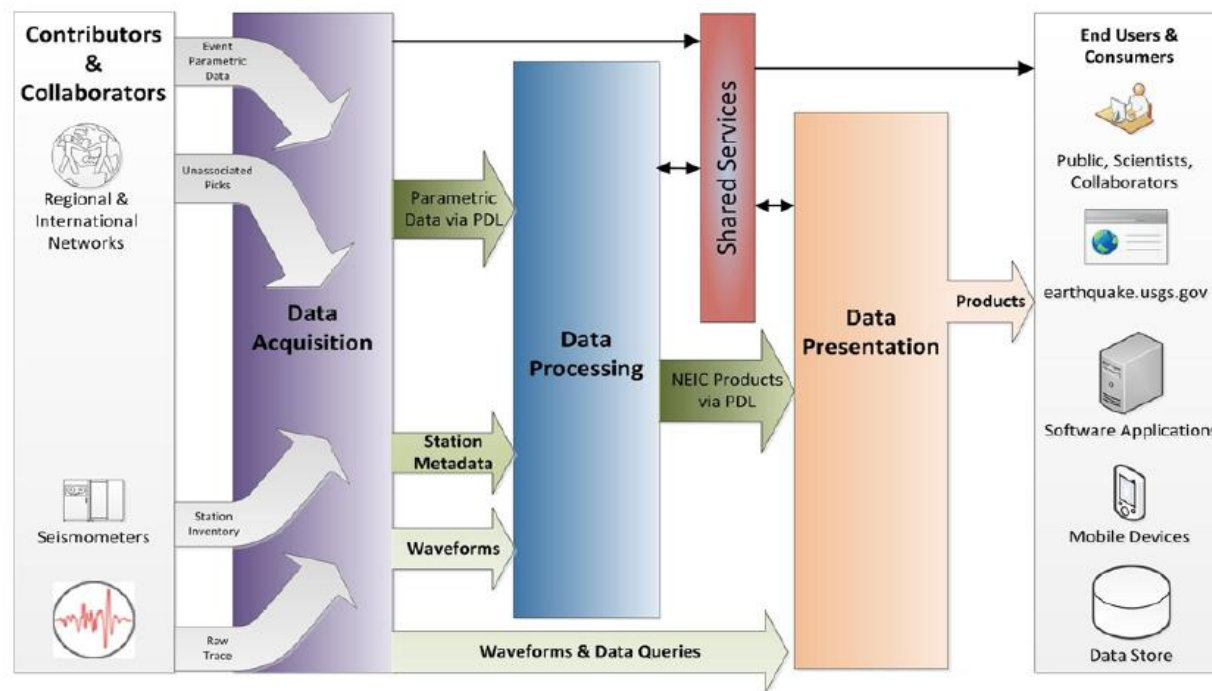 Contributors
&
Collaborators
Regional &
International
Networks
Seismometers
Event
Parametric
Data
Unassociated
Picks
Station
Inventory
Raw
Trace
Data
Acquisition
Parametric
Data via PDL
Station
Metadata
Waveforms
Waveforms & Data Queries
Data
Processing
Shared Services
NEIC Products
via PDL
Data
Presentation
Products
End Users &
Consumers
Public, Scientists,
Collaborators
earthquake.usgs.gov
Software Applications
Mobile Devices
Data Store